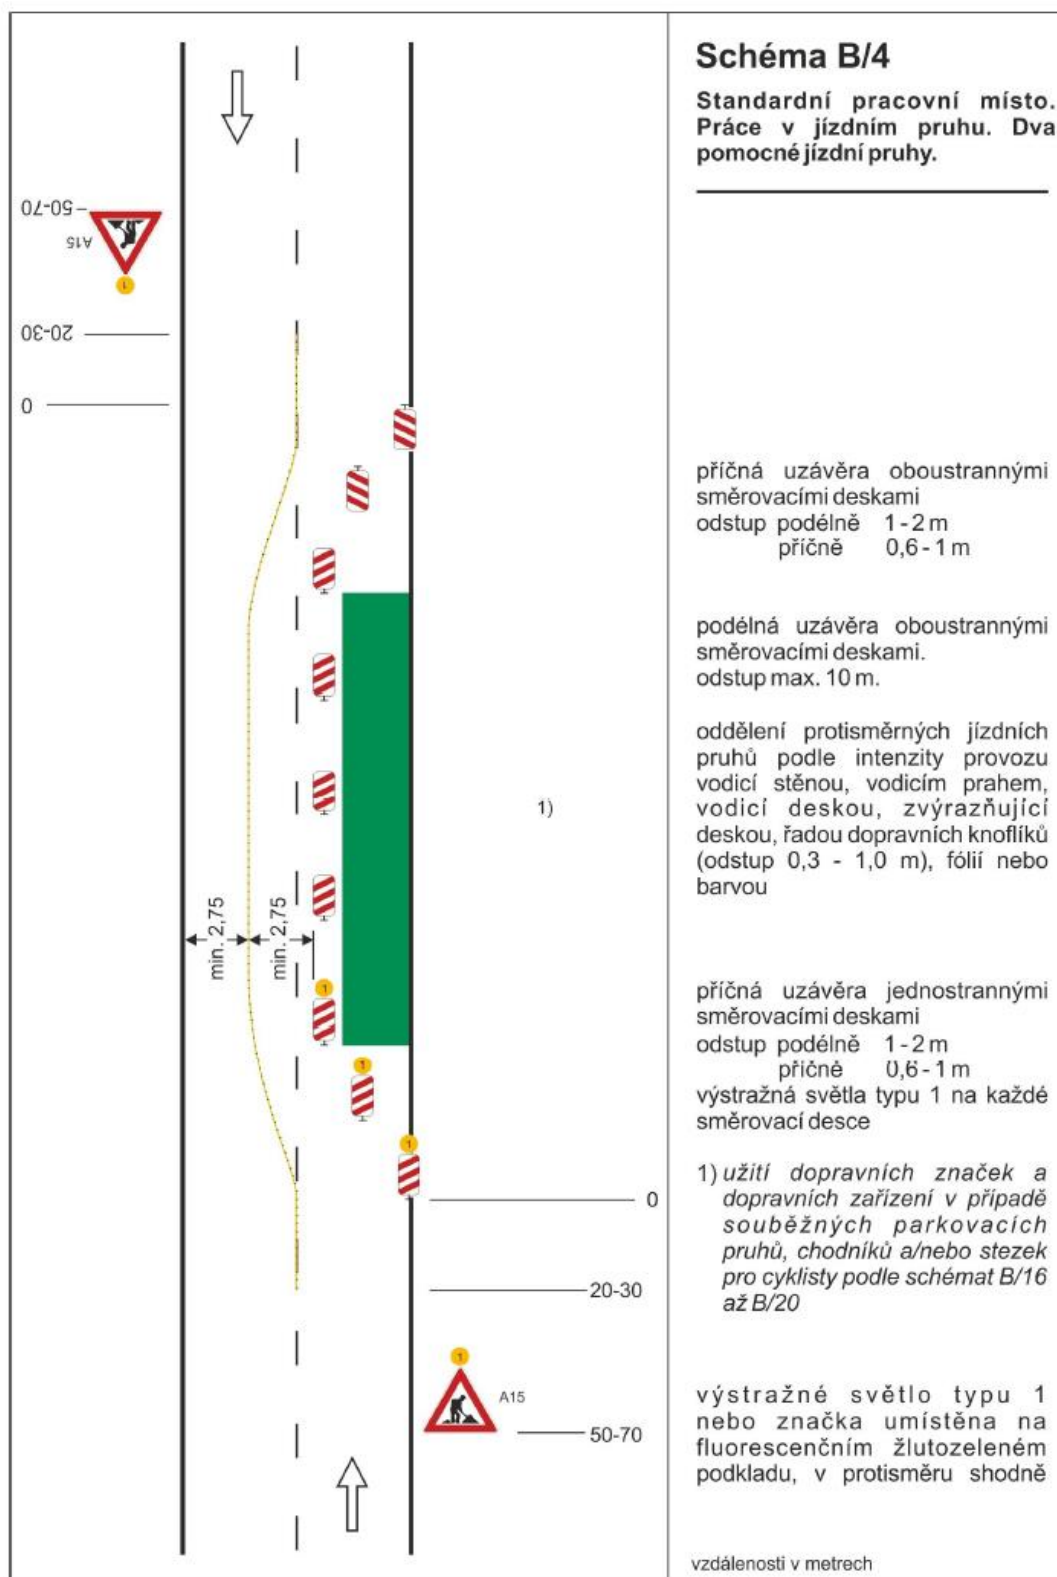 Schéma B/4
Standardní pracovní místo.
Práce v jízdním pruhu. Dva
pomocné jízdní pruhy.
50-70
A15
1
20-30
0
příčná uzávěra oboustrannými
směrovacími deskami
odstup podélně 1-2 m
příčně 0,6-1 m
podélná uzávěra oboustrannými
směrovacími deskami.
odstup max. 10 m.
oddělení protisměrných jízdních
pruhů podle intenzity provozu
vodicí stěnou, vodicím prahem,
vodicí deskou, zvýrazňující
deskou, řadou dopravních knoflíků
(odstup 0,3 - 1,0 m), fólií nebo
barvou
1)
min. 2,75
min. 2,75
1
1
1
příčná uzávěra jednostrannými
směrovacími deskami
odstup podélně 1-2 m
příčně 0,6-1 m
výstražná světla typu 1 na každé
směrovací desce
0
1) užití dopravních značek a
dopravních zařízení v případě
souběžných parkovacích
pruhů, chodníků a/nebo stezek
pro cyklisty podle schémat B/16
až B/20
20-30
1
A15
50-70
výstražné světlo typu 1
nebo značka umístěna na
fluorescenčním žlutozeleném
podkladu, v protisměru shodně
vzdálenosti v metrech